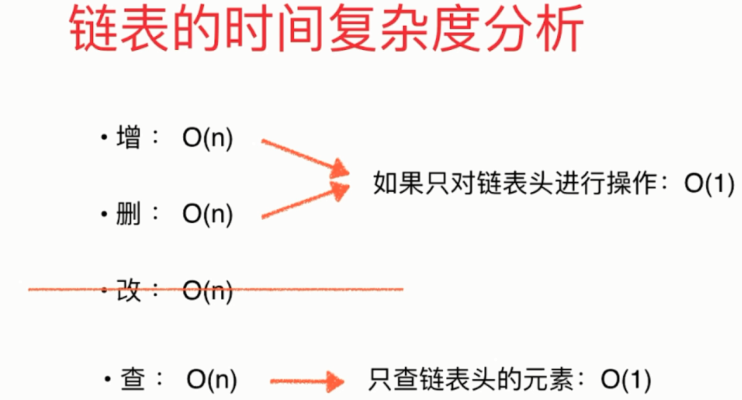 链表的时间复杂度分析
• 增： O(n)
如果只对链表头进行操作：O(1)
• 删： O(n)
• 改： O(n)
• 查： O(n)
只查链表头的元素：O(1)